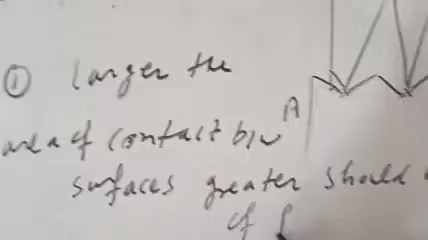 ① larger the
area of contact b/w A
surfaces greater should
of f